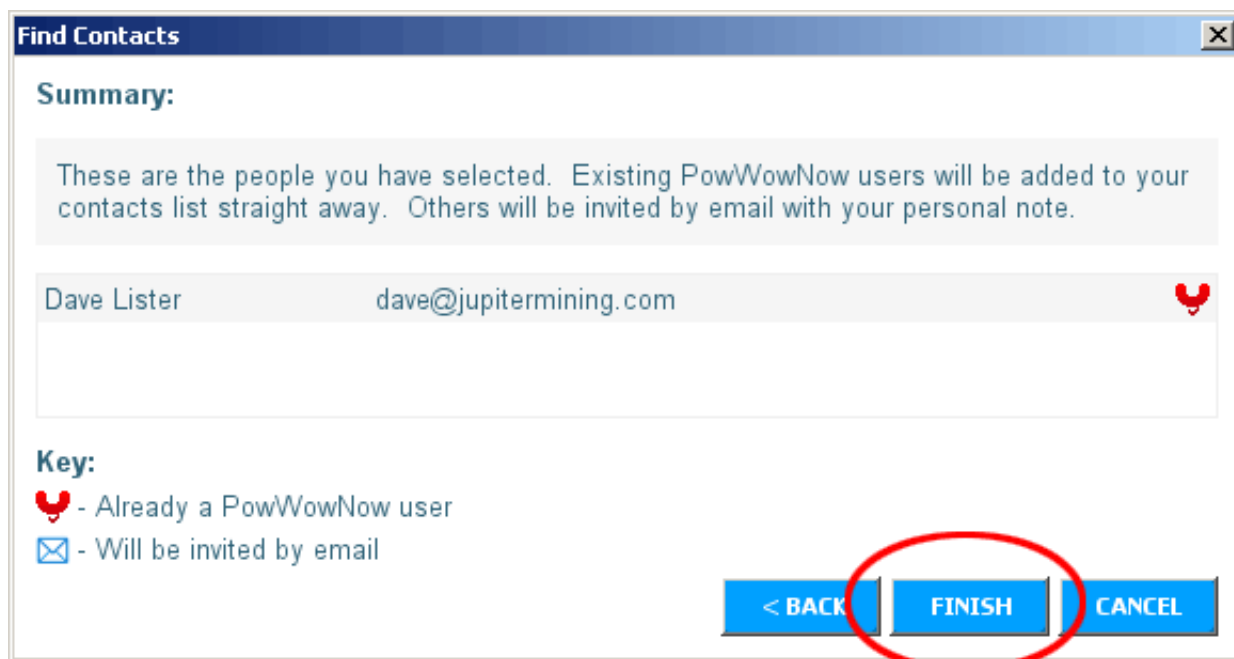 Find Contacts
Summary:
These are the people you have selected. Existing PowWowNow users will be added to your
contacts list straight away. Others will be invited by email with your personal note.
Dave Lister dave@jupitermining.com
Key:
- Already a PowWowNow user
- Will be invited by email
< BACK FINISH CANCEL